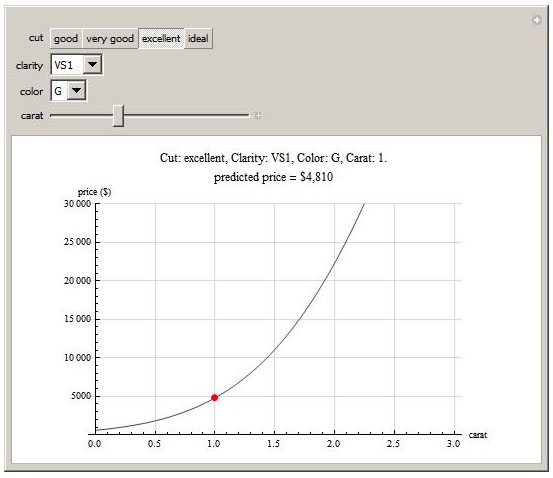 cut good very good excellent ideal
clarity VS1
color G
carat
Cut: excellent, Clarity: VS1, Color: G, Carat: 1.
predicted price = $4,810
price ($)
30 000
25 000
20 000
15 000
10 000
5000
0.0 0.5 1.0 1.5 2.0 2.5 3.0 carat